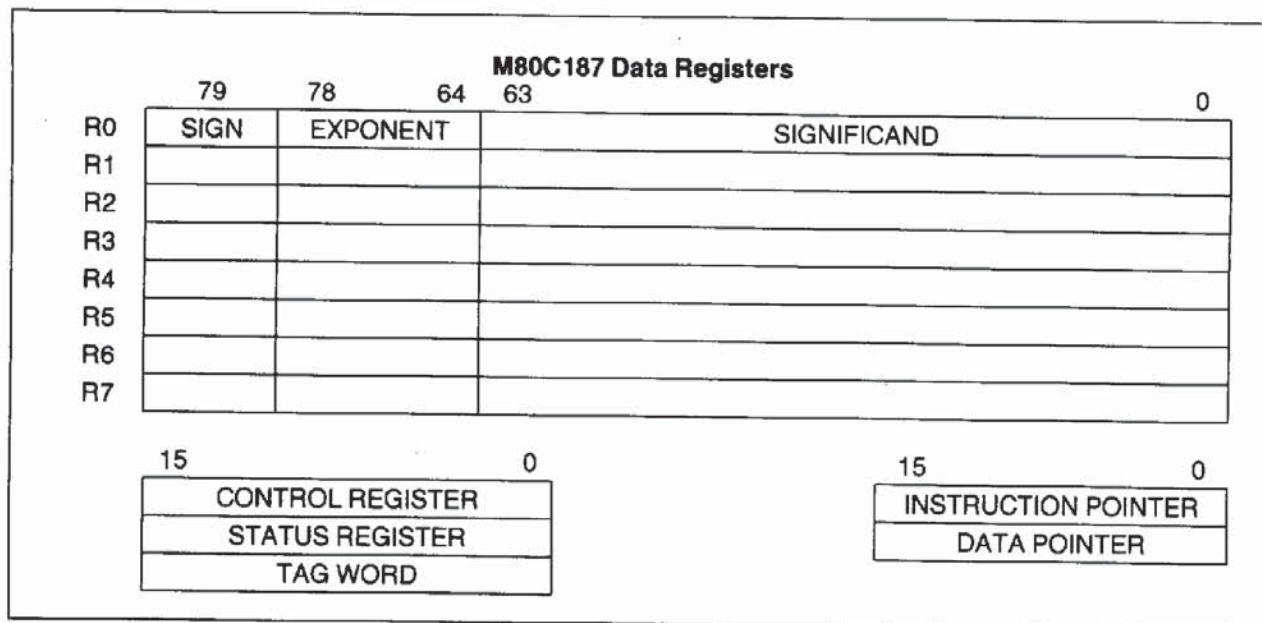 M80C187 Data Registers
79 78 64 63 0
R0 SIGN EXPONENT SIGNIFICAND
R1
R2
R3
R4
R5
R6
R7
15 0 15 0
CONTROL REGISTER INSTRUCTION POINTER
STATUS REGISTER DATA POINTER
TAG WORD